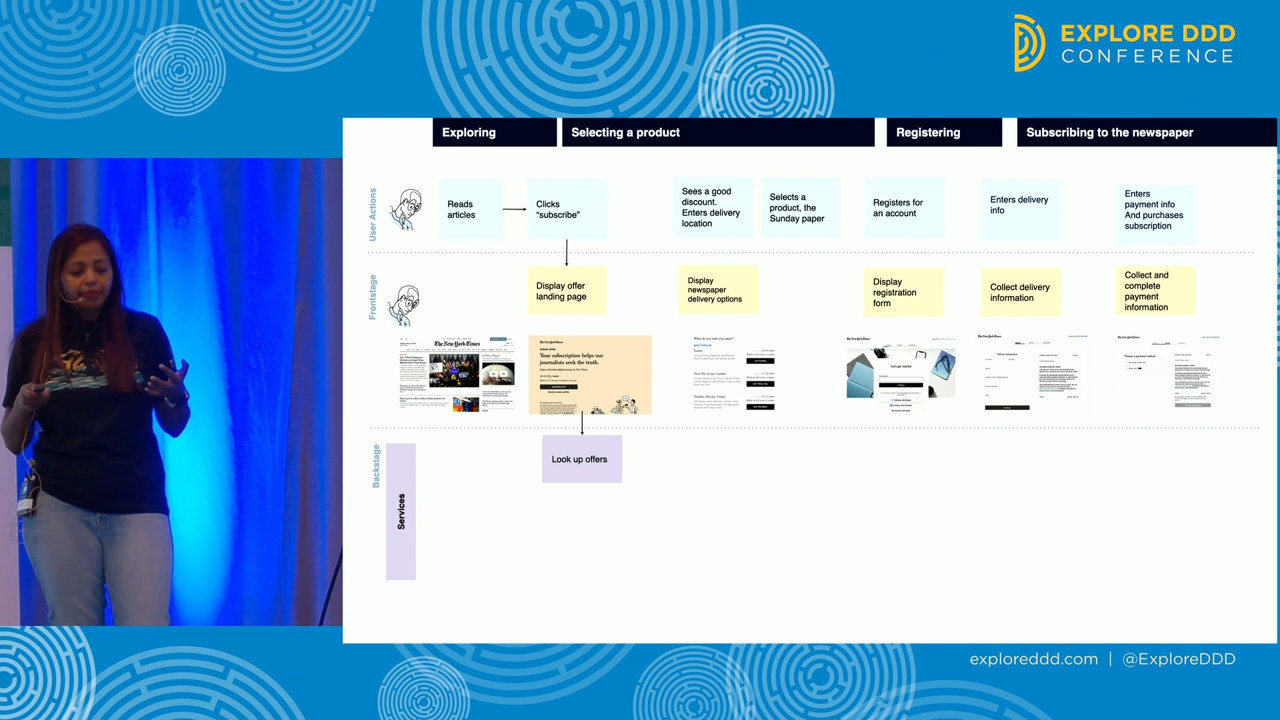 EXPLORE DDD
CONFERENCE
Exploring
Selecting a product
Registering
Subscribing to the newspaper
User Actions
Reads
articles
Clicks
"subscribe"
Sees a good
discount.
Enters delivery
location
Selects a
product, the
Sunday paper
Registers for
an account
Enters delivery
info
Enters
payment info
And purchases
subscription
Frontstage
Display offer
landing page
Display
newspaper
delivery options
Display
registration
form
Collect delivery
information
Collect and
complete
payment
information
The New York Times
Your subscription helps our
journalists seek the truth.
Backstage
Services
Look up offers
exploreddd.com | @ExploreDDD